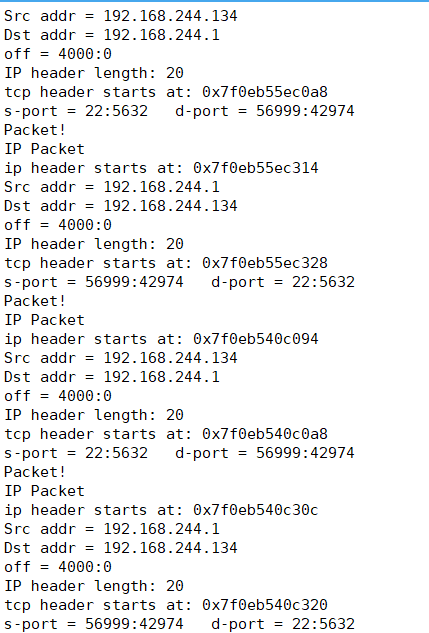 Src addr = 192.168.244.134
Dst addr = 192.168.244.1
off = 4000:0
IP header length: 20
tcp header starts at: 0x7f0eb55ec0a8
s-port = 22:5632   d-port = 56999:42974
Packet!
IP Packet
ip header starts at: 0x7f0eb55ec314
Src addr = 192.168.244.1
Dst addr = 192.168.244.134
off = 4000:0
IP header length: 20
tcp header starts at: 0x7f0eb55ec328
s-port = 56999:42974   d-port = 22:5632
Packet!
IP Packet
ip header starts at: 0x7f0eb540c094
Src addr = 192.168.244.134
Dst addr = 192.168.244.1
off = 4000:0
IP header length: 20
tcp header starts at: 0x7f0eb540c0a8
s-port = 22:5632   d-port = 56999:42974
Packet!
IP Packet
ip header starts at: 0x7f0eb540c30c
Src addr = 192.168.244.1
Dst addr = 192.168.244.134
off = 4000:0
IP header length: 20
tcp header starts at: 0x7f0eb540c320
s-port = 56999:42974   d-port = 22:5632